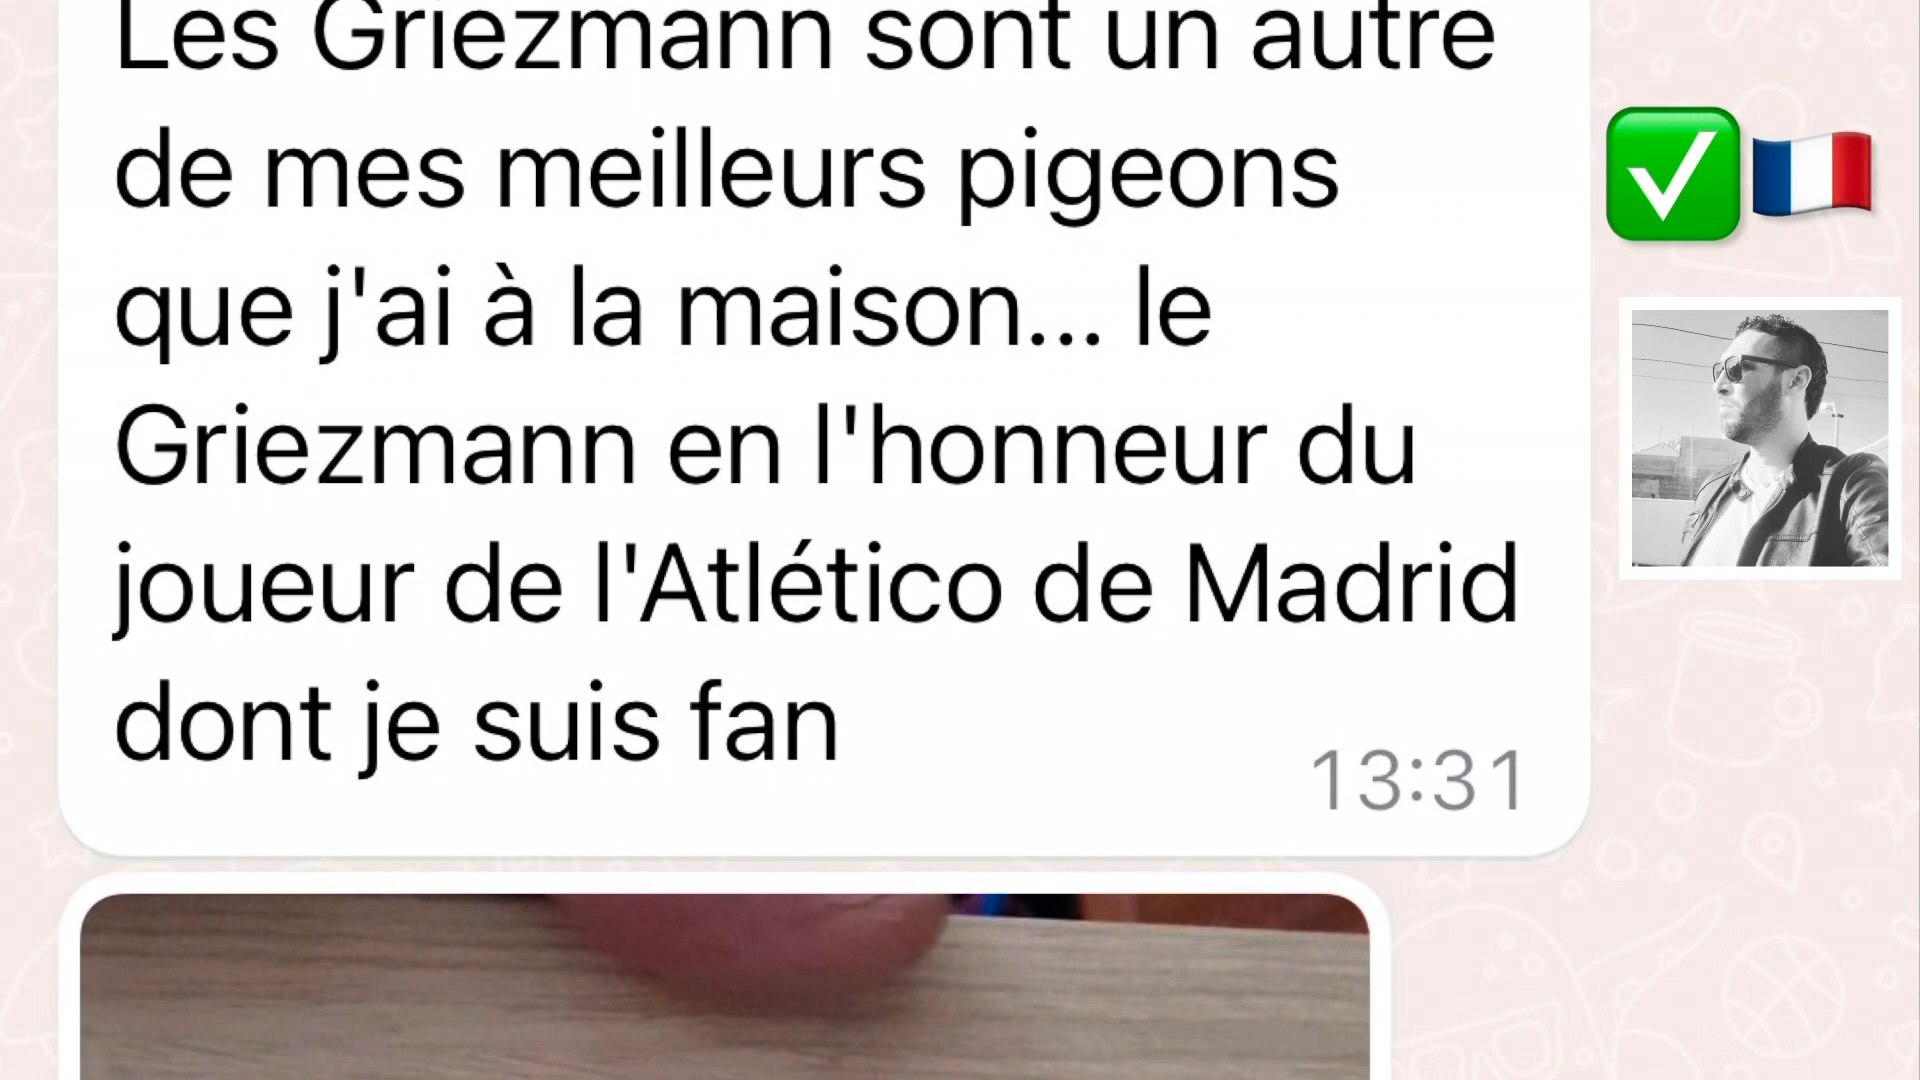 Les Griezmann sont un autre
de mes meilleurs pigeons
que j'ai à la maison... le
Griezmann en l'honneur du
joueur de l'Atlético de Madrid
dont je suis fan
13:31